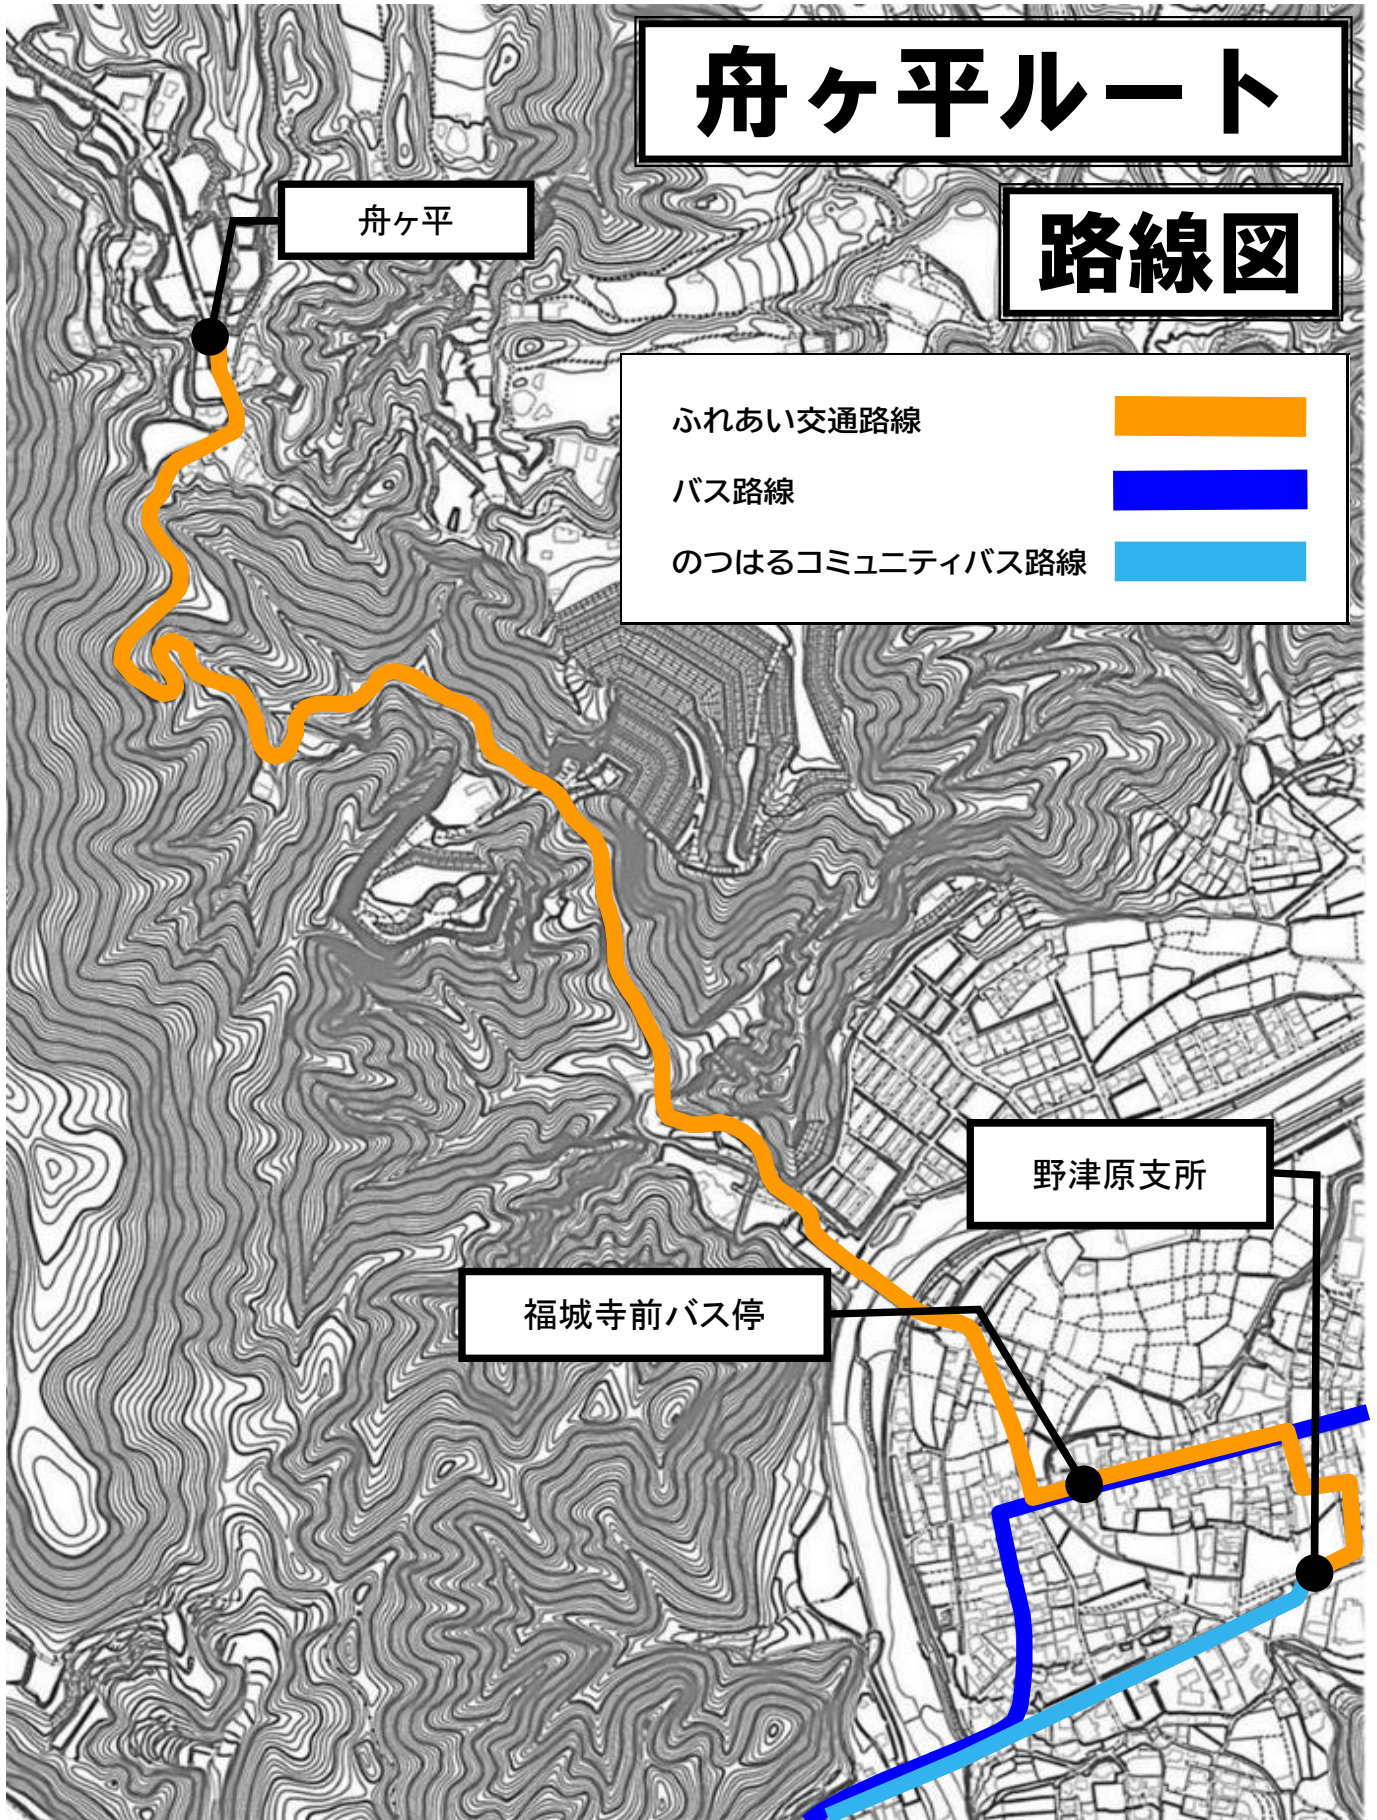 舟ヶ平ルート
路線図
舟ヶ平
ふれあい交通路線
バス路線
のつはるコミュニティバス路線
野津原支所
福城寺前バス停